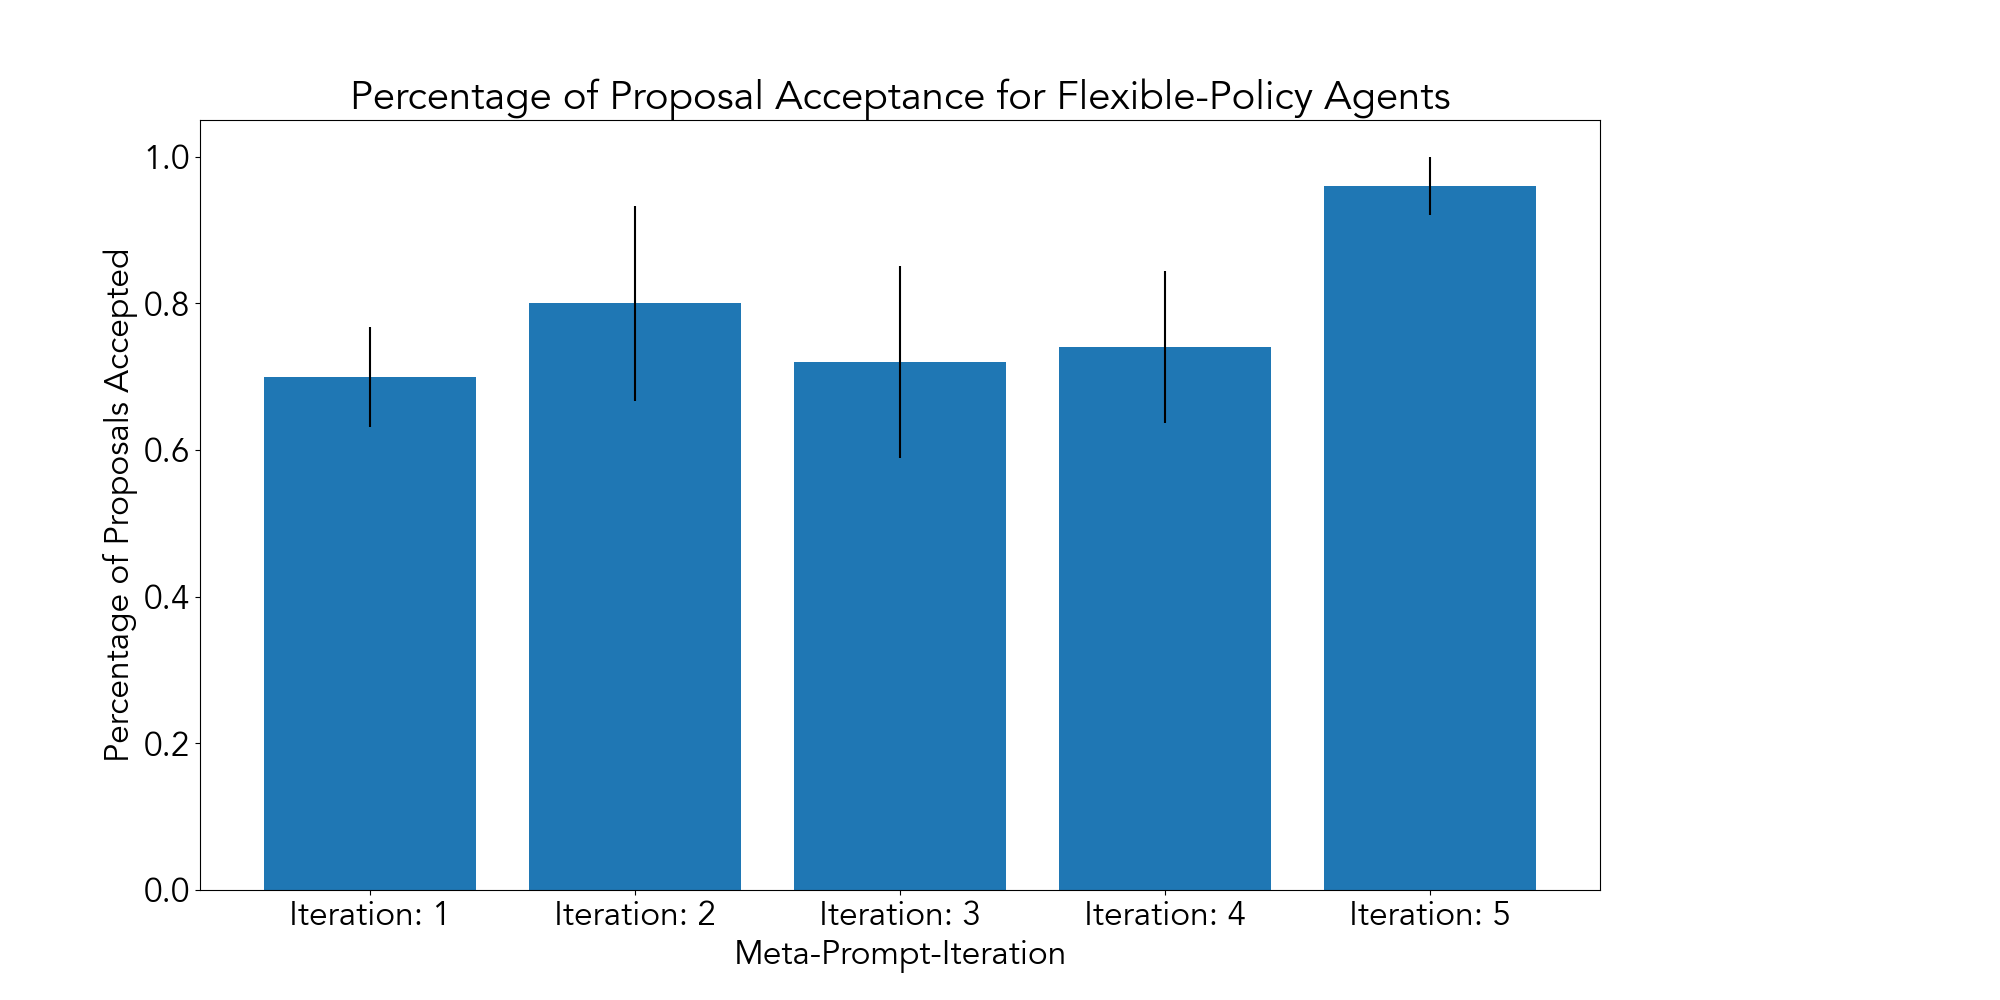 Percentage of Proposal Acceptance for Flexible-Policy Agents
Percentage of Proposals Accepted
1.0
0.8
0.6
0.4
0.2
0.0
Iteration: 1
Iteration: 2
Iteration: 3
Iteration: 4
Iteration: 5
Meta-Prompt-Iteration